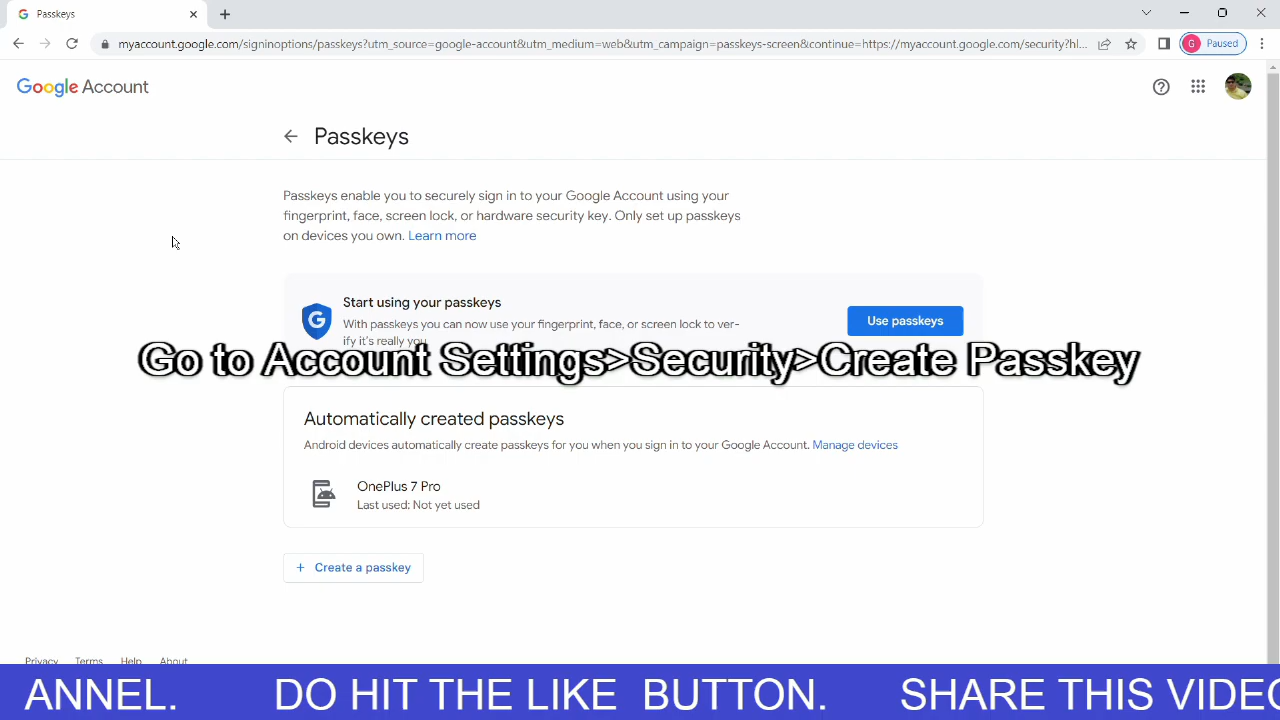 Passkeys
myaccount.google.com/signinoptions/passkeys?utm_source=google-account&utm_medium=web&utm_campaign=passkeys-screen&continue=https://myaccount.google.com/security?hl...
G Paused
Google Account
Passkeys
Passkeys enable you to securely sign in to your Google Account using your
fingerprint, face, screen lock, or hardware security key. Only set up passkeys
on devices you own. Learn more
Start using your passkeys
With passkeys you can now use your fingerprint, face, or screen lock to ver-
ify it's really you
Use passkeys
Go to Account Settings>Security>Create Passkey
Automatically created passkeys
Android devices automatically create passkeys for you when you sign in to your Google Account. Manage devices
OnePlus 7 Pro
Last used; Not yet used
+ Create a passkey
Privacy Terms Help About
ANNEL. DO HIT THE LIKE BUTTON. SHARE THIS VIDEO